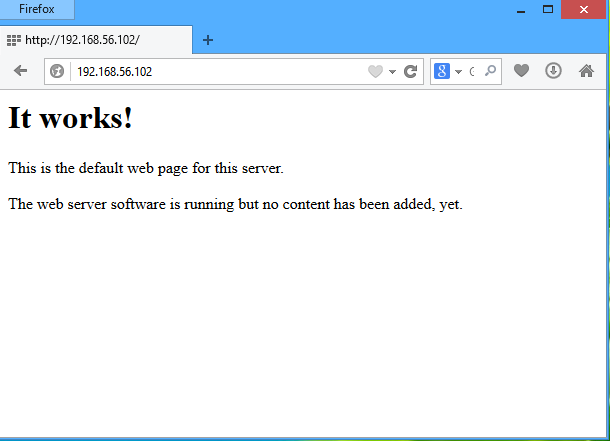 Firefox
http://192.168.56.102/
192.168.56.102
It works!
This is the default web page for this server.
The web server software is running but no content has been added, yet.